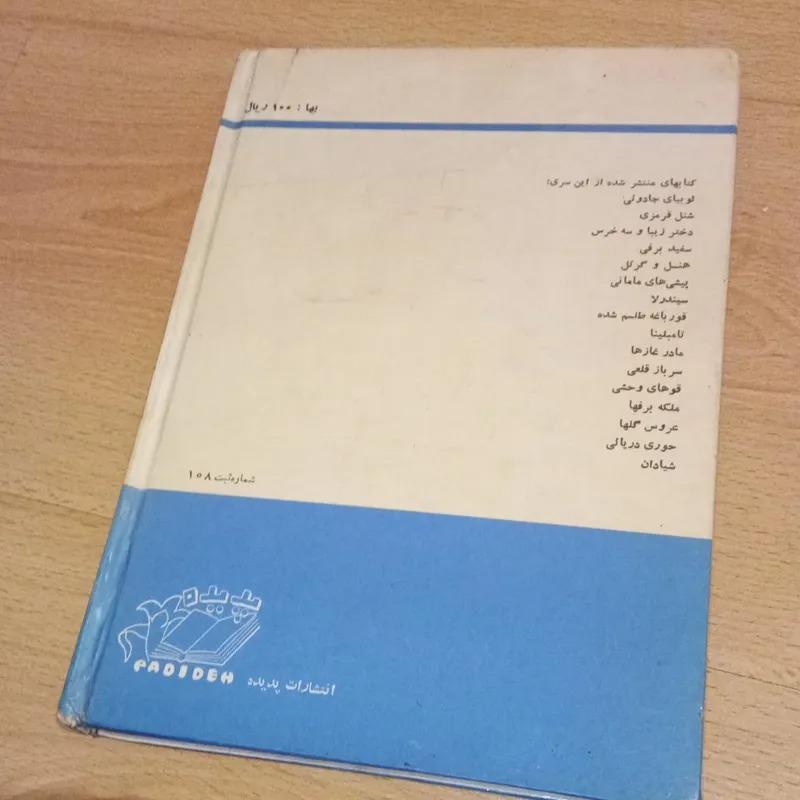 بها : ۱۰۰ ریال
کتابهای منتشر شده از این سری:
لوبیای جادوئی
شنل قرمزی
دختر زیبا و سه خرس
سفید برفی
هنسل و گرتل
پیشی‌های مامانی
سیندرلا
قورباغه طلسم شده
تامبلینا
مادر غازها
سرباز قلعی
قوهای وحشی
ملکه برفها
عروس گلها
حوری دریائی
شیادان
شماره ثبت ۱۵۸
پدیده
PADIDEH
انتشارات پدیده